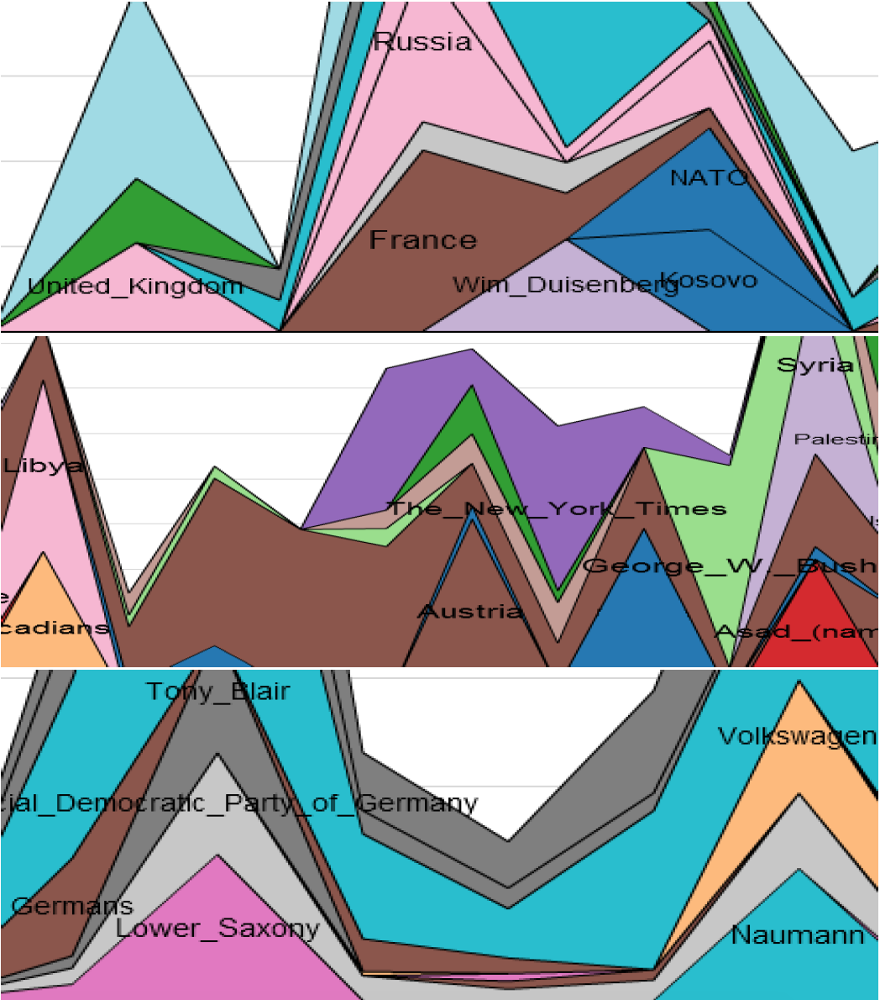 Russia
NATO
France
United_Kingdom
Wim_Duisenberg
Kosovo
Syria
Palestin
Libya
The_New_York_Times
George_W._Bush
e
Austria
cadians
Asad_(nam
Tony_Blair
Volkswagen
cial_Democratic_Party_of_Germany
Germans
Lower_Saxony
Naumann